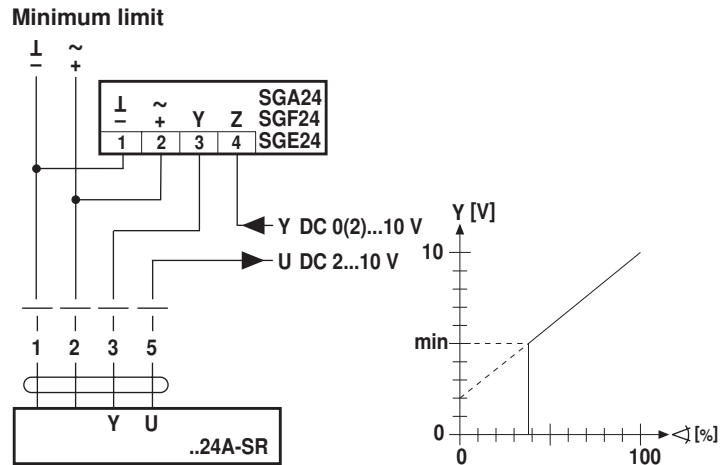 Minimum limit
⊥ ~
– +
⊥ ~ SGA24
– + Y Z SGF24
1 2 3 4 SGE24
Y DC 0(2)...10 V
U DC 2...10 V
1 2 3 5
Y U
..24A-SR
Y [V]
10
min
0
0 100 [%]